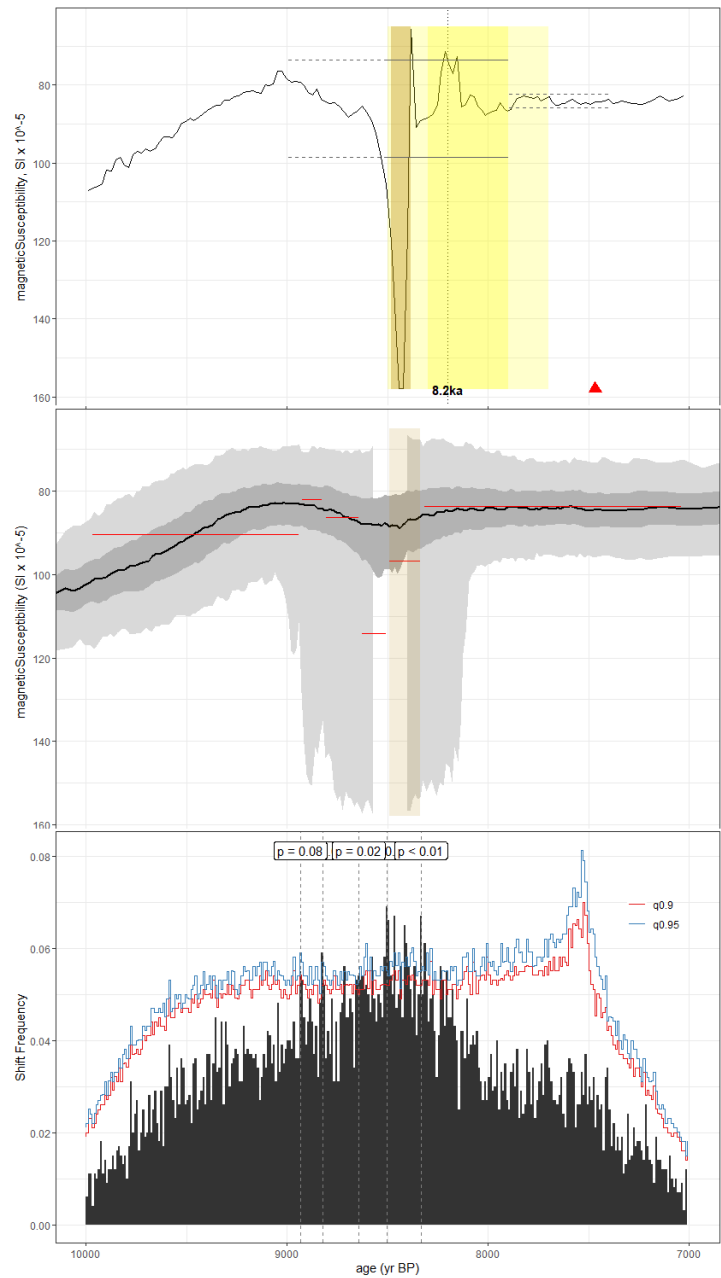 magneticSusceptibility, SI x 10^-5
80
100
120
140
160
8.2ka
magneticSusceptibility (SI x 10^-5)
80
100
120
140
160
Shift Frequency
0.08
0.06
0.04
0.02
0.00
p = 0.08
p = 0.02
0.
p < 0.01
q0.9
q0.95
10000
9000
8000
7000
age (yr BP)